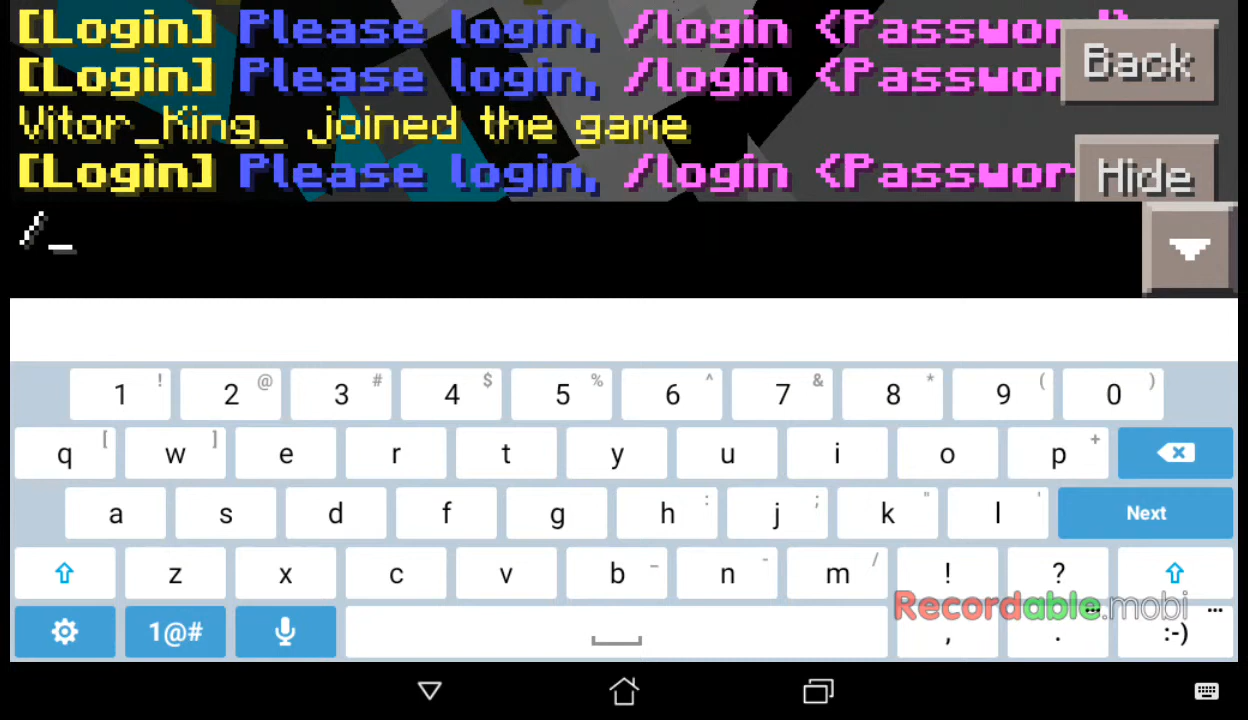 [Login] Please login, /login <Passwor
Back
[Login] Please login, /login <Passwor
Vitor_King_ joined the game
[Login] Please login, /login <Passwor
Hide
/_
1 ! 2 @ 3 # 4 $ 5 % 6 ^ 7 & 8 * 9 ( 0 )
q [ w ] e r t y u i o p +
a s d f g h : j ; k " l ' Next
z x c v b _ n - m / ! ?
Recordable.mobi
1@# , . ... :-) ...